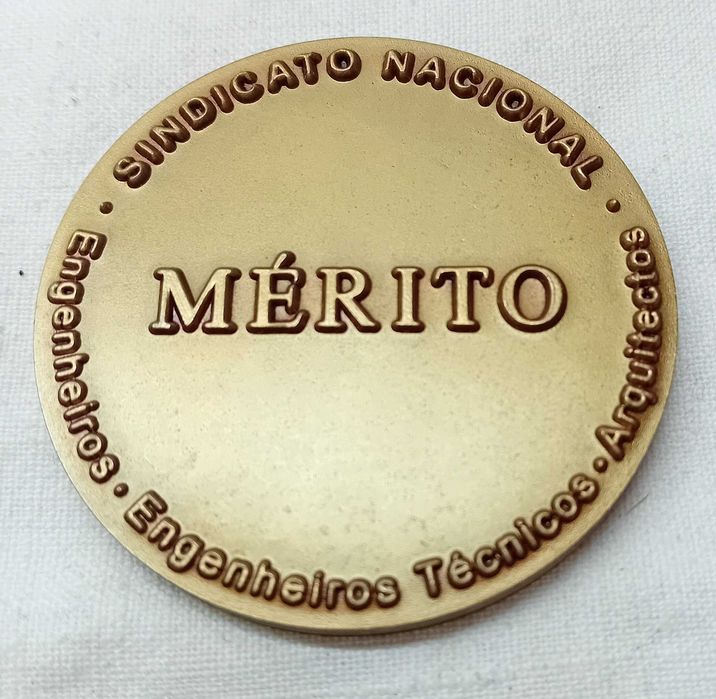 SINDICATO NACIONAL
MÉRITO
Engenheiros · Engenheiros Técnicos · Arquitectos